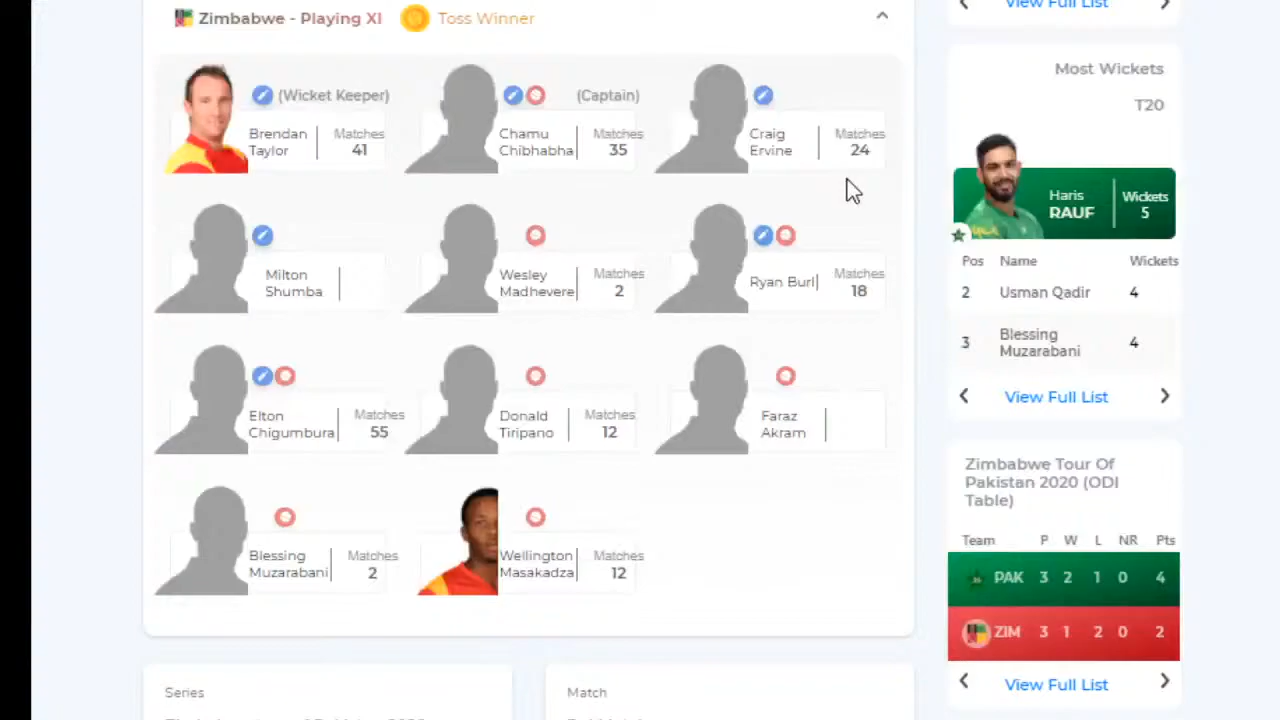 Zimbabwe - Playing XI Toss Winner
(Wicket Keeper)
Brendan
Taylor
Matches
41
(Captain)
Chamu
Chibhabha
Matches
35
Craig
Ervine
Matches
24
Milton
Shumba
Wesley
Madhevere
Matches
2
Ryan Burl
Matches
18
Elton
Chigumbura
Matches
55
Donald
Tiripano
Matches
12
Faraz
Akram
Blessing
Muzarabani
Matches
2
Wellington
Masakadza
Matches
12
Series
Match
View Full List
Most Wickets
T20
Haris
RAUF
Wickets
5
Pos Name Wickets
2 Usman Qadir 4
3 Blessing
Muzarabani 4
View Full List
Zimbabwe Tour Of
Pakistan 2020 (ODI
Table)
Team P W L NR Pts
PAK 3 2 1 0 4
ZIM 3 1 2 0 2
View Full List